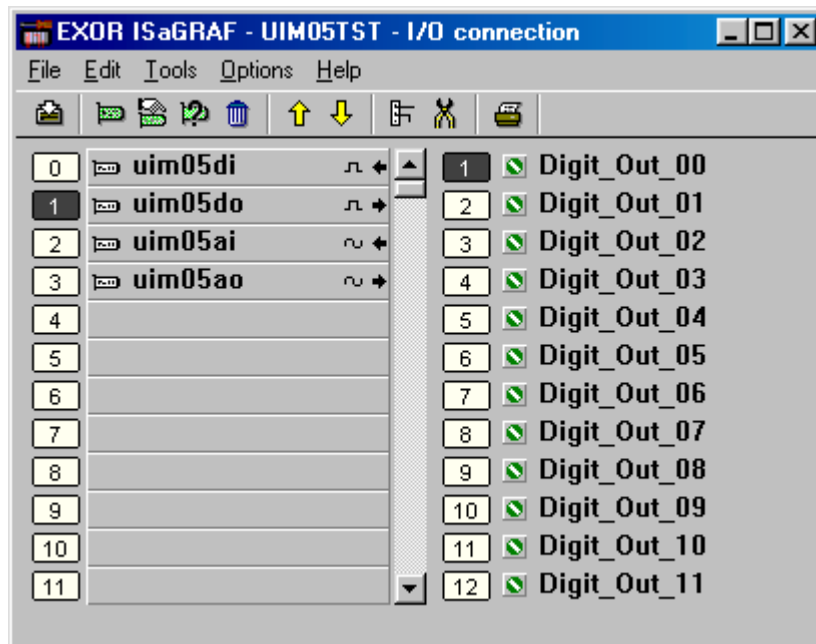 EXOR ISaGRAF - UIM05TST - I/O connection
File Edit Tools Options Help
0 uim05di
1 uim05do
2 uim05ai
3 uim05ao
4
5
6
7
8
9
10
11
1 Digit_Out_00
2 Digit_Out_01
3 Digit_Out_02
4 Digit_Out_03
5 Digit_Out_04
6 Digit_Out_05
7 Digit_Out_06
8 Digit_Out_07
9 Digit_Out_08
10 Digit_Out_09
11 Digit_Out_10
12 Digit_Out_11